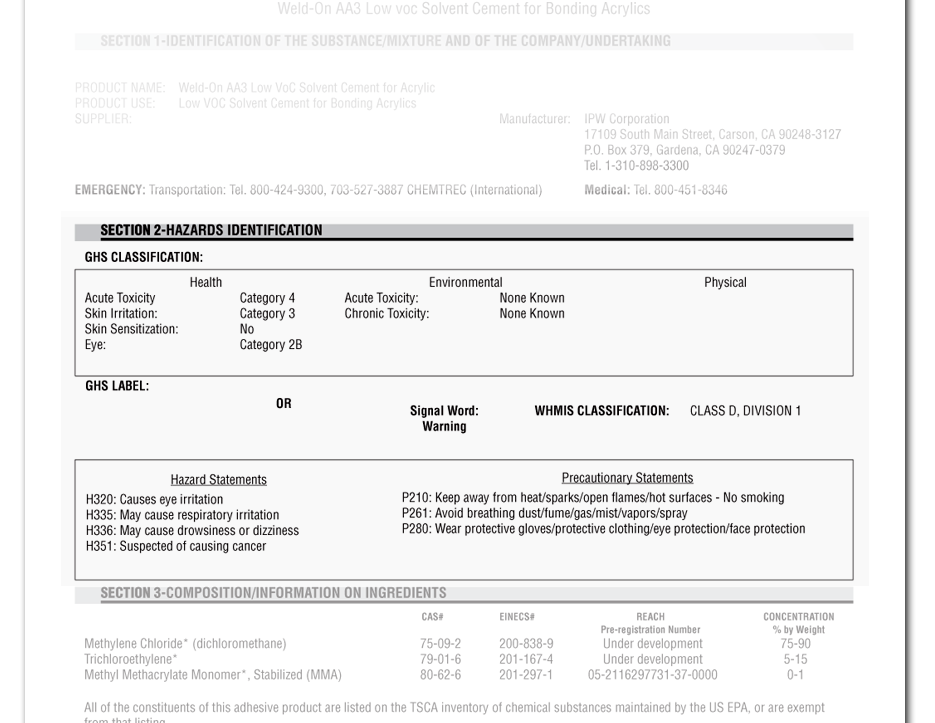 Weld-On AA3 Low voc Solvent Cement for Bonding Acrylics
SECTION 1-IDENTIFICATION OF THE SUBSTANCE/MIXTURE AND OF THE COMPANY/UNDERTAKING
PRODUCT NAME: Weld-On AA3 Low VoC Solvent Cement for Acrylic
PRODUCT USE: Low VOC Solvent Cement for Bonding Acrylics
SUPPLIER: Manufacturer: IPW Corporation
17109 South Main Street, Carson, CA 90248-3127
P.O. Box 379, Gardena, CA 90247-0379
Tel. 1-310-898-3300
EMERGENCY: Transportation: Tel. 800-424-9300, 703-527-3887 CHEMTREC (International) Medical: Tel. 800-451-8346
SECTION 2-HAZARDS IDENTIFICATION
GHS CLASSIFICATION:
Health Environmental Physical
Acute Toxicity Category 4 Acute Toxicity: None Known
Skin Irritation: Category 3 Chronic Toxicity: None Known
Skin Sensitization: No
Eye: Category 2B
GHS LABEL:
OR
Signal Word: WHMIS CLASSIFICATION: CLASS D, DIVISION 1
Warning
Hazard Statements
H320: Causes eye irritation
H335: May cause respiratory irritation
H336: May cause drowsiness or dizziness
H351: Suspected of causing cancer
Precautionary Statements
P210: Keep away from heat/sparks/open flames/hot surfaces - No smoking
P261: Avoid breathing dust/fume/gas/mist/vapors/spray
P280: Wear protective gloves/protective clothing/eye protection/face protection
SECTION 3-COMPOSITION/INFORMATION ON INGREDIENTS
CAS# EINECS# REACH CONCENTRATION
Pre-registration Number % by Weight
Methylene Chloride* (dichloromethane) 75-09-2 200-838-9 Under development 75-90
Trichloroethylene* 79-01-6 201-167-4 Under development 5-15
Methyl Methacrylate Monomer*, Stabilized (MMA) 80-62-6 201-297-1 05-2116297731-37-0000 0-1
All of the constituents of this adhesive product are listed on the TSCA inventory of chemical substances maintained by the US EPA, or are exempt
from that listing